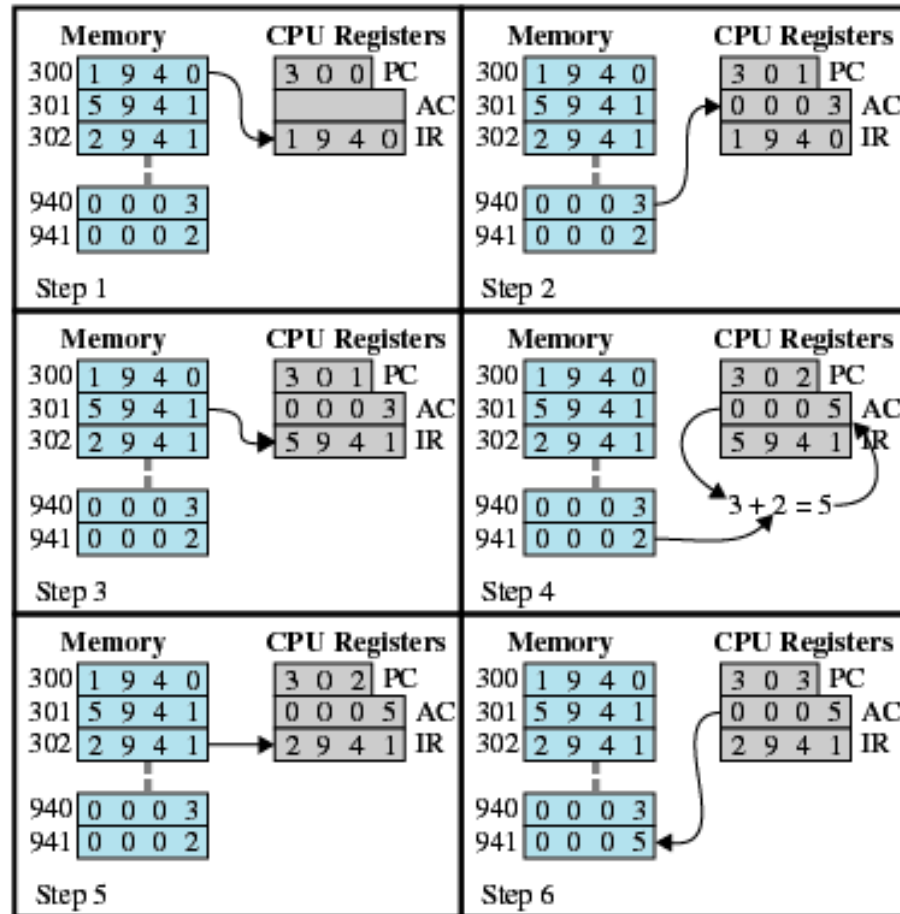 Memory CPU Registers
300 1 9 4 0 3 0 0 PC
301 5 9 4 1 AC
302 2 9 4 1 1 9 4 0 IR
940 0 0 0 3
941 0 0 0 2
Step 1
Memory CPU Registers
300 1 9 4 0 3 0 1 PC
301 5 9 4 1 0 0 0 3 AC
302 2 9 4 1 1 9 4 0 IR
940 0 0 0 3
941 0 0 0 2
Step 2
Memory CPU Registers
300 1 9 4 0 3 0 1 PC
301 5 9 4 1 0 0 0 3 AC
302 2 9 4 1 5 9 4 1 IR
940 0 0 0 3
941 0 0 0 2
Step 3
Memory CPU Registers
300 1 9 4 0 3 0 2 PC
301 5 9 4 1 0 0 0 5 AC
302 2 9 4 1 5 9 4 1 IR
940 0 0 0 3 3 + 2 = 5
941 0 0 0 2
Step 4
Memory CPU Registers
300 1 9 4 0 3 0 2 PC
301 5 9 4 1 0 0 0 5 AC
302 2 9 4 1 2 9 4 1 IR
940 0 0 0 3
941 0 0 0 2
Step 5
Memory CPU Registers
300 1 9 4 0 3 0 3 PC
301 5 9 4 1 0 0 0 5 AC
302 2 9 4 1 2 9 4 1 IR
940 0 0 0 3
941 0 0 0 5
Step 6